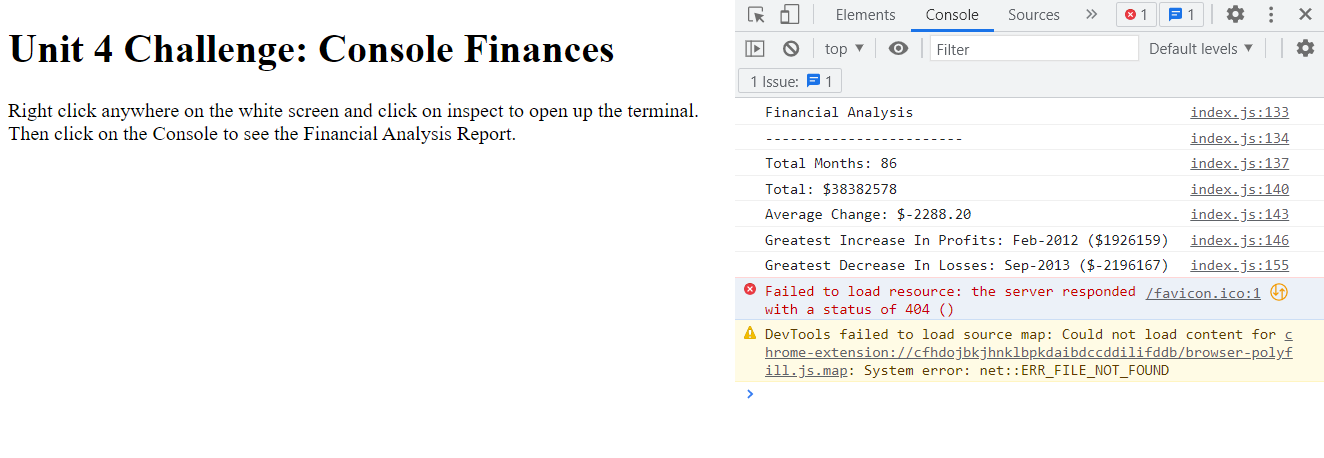 Unit 4 Challenge: Console Finances
Right click anywhere on the white screen and click on inspect to open up the terminal.
Then click on the Console to see the Financial Analysis Report.
Elements Console Sources » 1 1
top ▼ Filter Default levels ▼
1 Issue: 1
Financial Analysis index.js:133
------------------------ index.js:134
Total Months: 86 index.js:137
Total: $38382578 index.js:140
Average Change: $-2288.20 index.js:143
Greatest Increase In Profits: Feb-2012 ($1926159) index.js:146
Greatest Decrease In Losses: Sep-2013 ($-2196167) index.js:155
Failed to load resource: the server responded /favicon.ico:1
with a status of 404 ()
DevTools failed to load source map: Could not load content for c
hrome-extension://cfhdojbkjhnklbpkdaibdccddilifddb/browser-polyf
ill.js.map: System error: net::ERR_FILE_NOT_FOUND